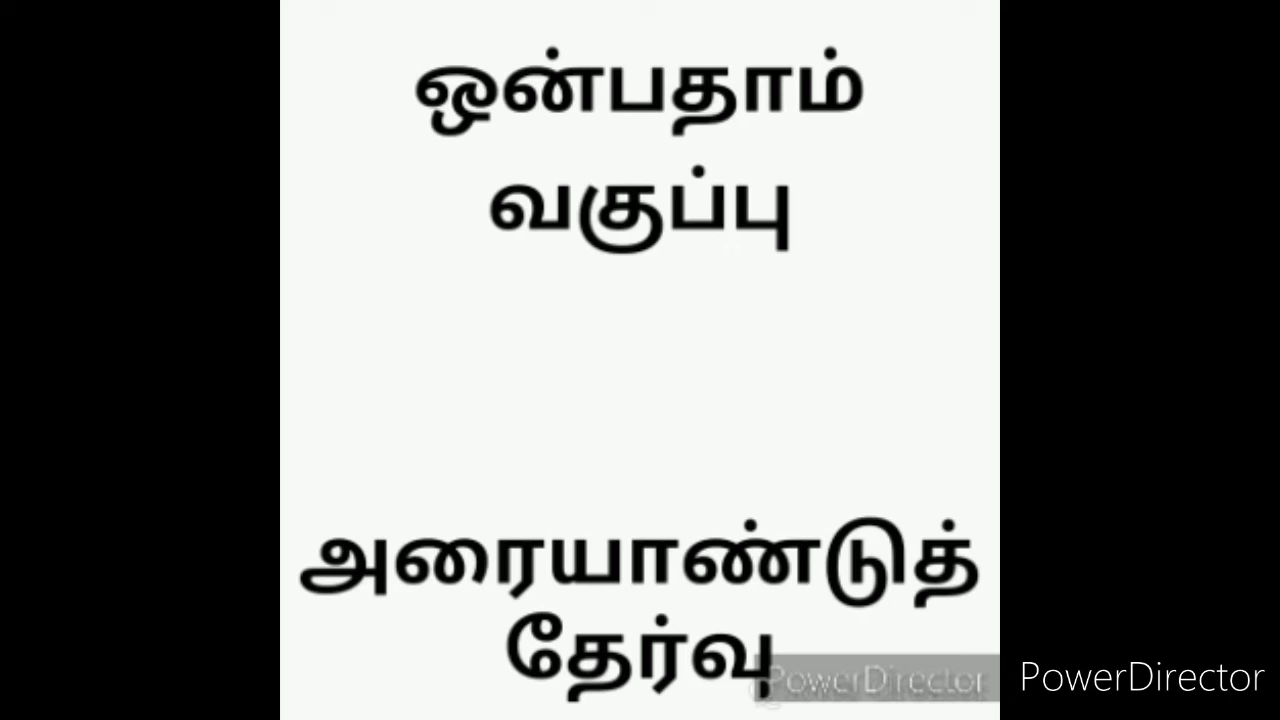 ஒன்பதாம்
வகுப்பு
அரையாண்டுத்
தேர்வு
PowerDirector
PowerDirector